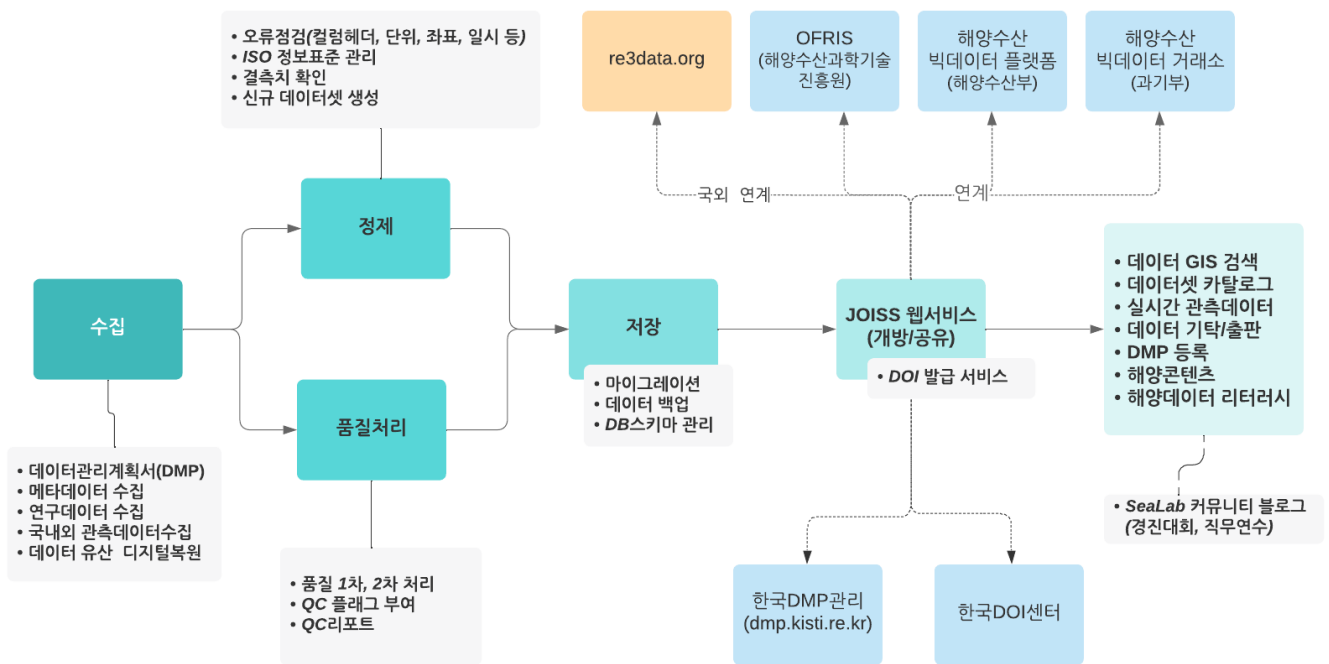 • 오류점검(컬럼헤더, 단위, 좌표, 일시 등)
• ISO 정보표준 관리
• 결측치 확인
• 신규 데이터셋 생성
re3data.org
OFRIS
(해양수산과학기술
진흥원)
해양수산
빅데이터 플랫폼
(해양수산부)
해양수산
빅데이터 거래소
(과기부)
국외 연계
연계
정제
수집
저장
JOISS 웹서비스
(개방/공유)
• 데이터 GIS 검색
• 데이터셋 카탈로그
• 실시간 관측데이터
• 데이터 기탁/출판
• DMP 등록
• 해양콘텐츠
• 해양데이터 리터러시
• 마이그레이션
• 데이터 백업
• DB스키마 관리
• DOI 발급 서비스
품질처리
• 데이터관리계획서(DMP)
• 메타데이터 수집
• 연구데이터 수집
• 국내외 관측데이터수집
• 데이터 유산 디지털복원
• SeaLab 커뮤니티 블로그
(경진대회, 직무연수)
• 품질 1차, 2차 처리
• QC 플래그 부여
• QC리포트
한국DMP관리
(dmp.kisti.re.kr)
한국DOI센터